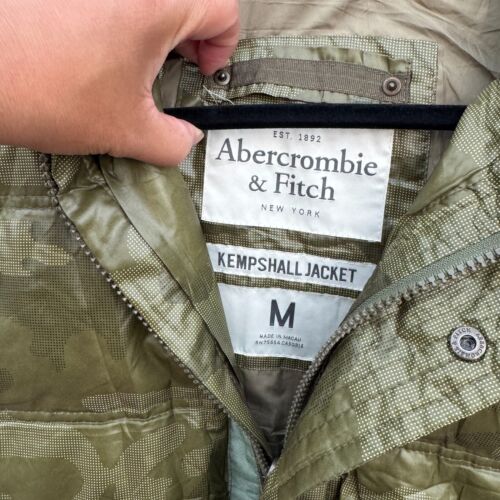 EST. 1892
Abercrombie
& Fitch
NEW YORK
KEMPSHALL JACKET
M
MADE IN MACAU